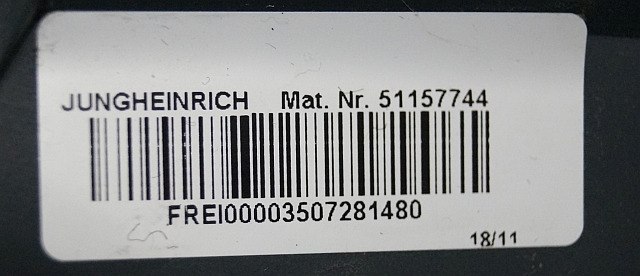 JUNGHEINRICH Mat. Nr. 51157744
FREI00003507281480
18/11